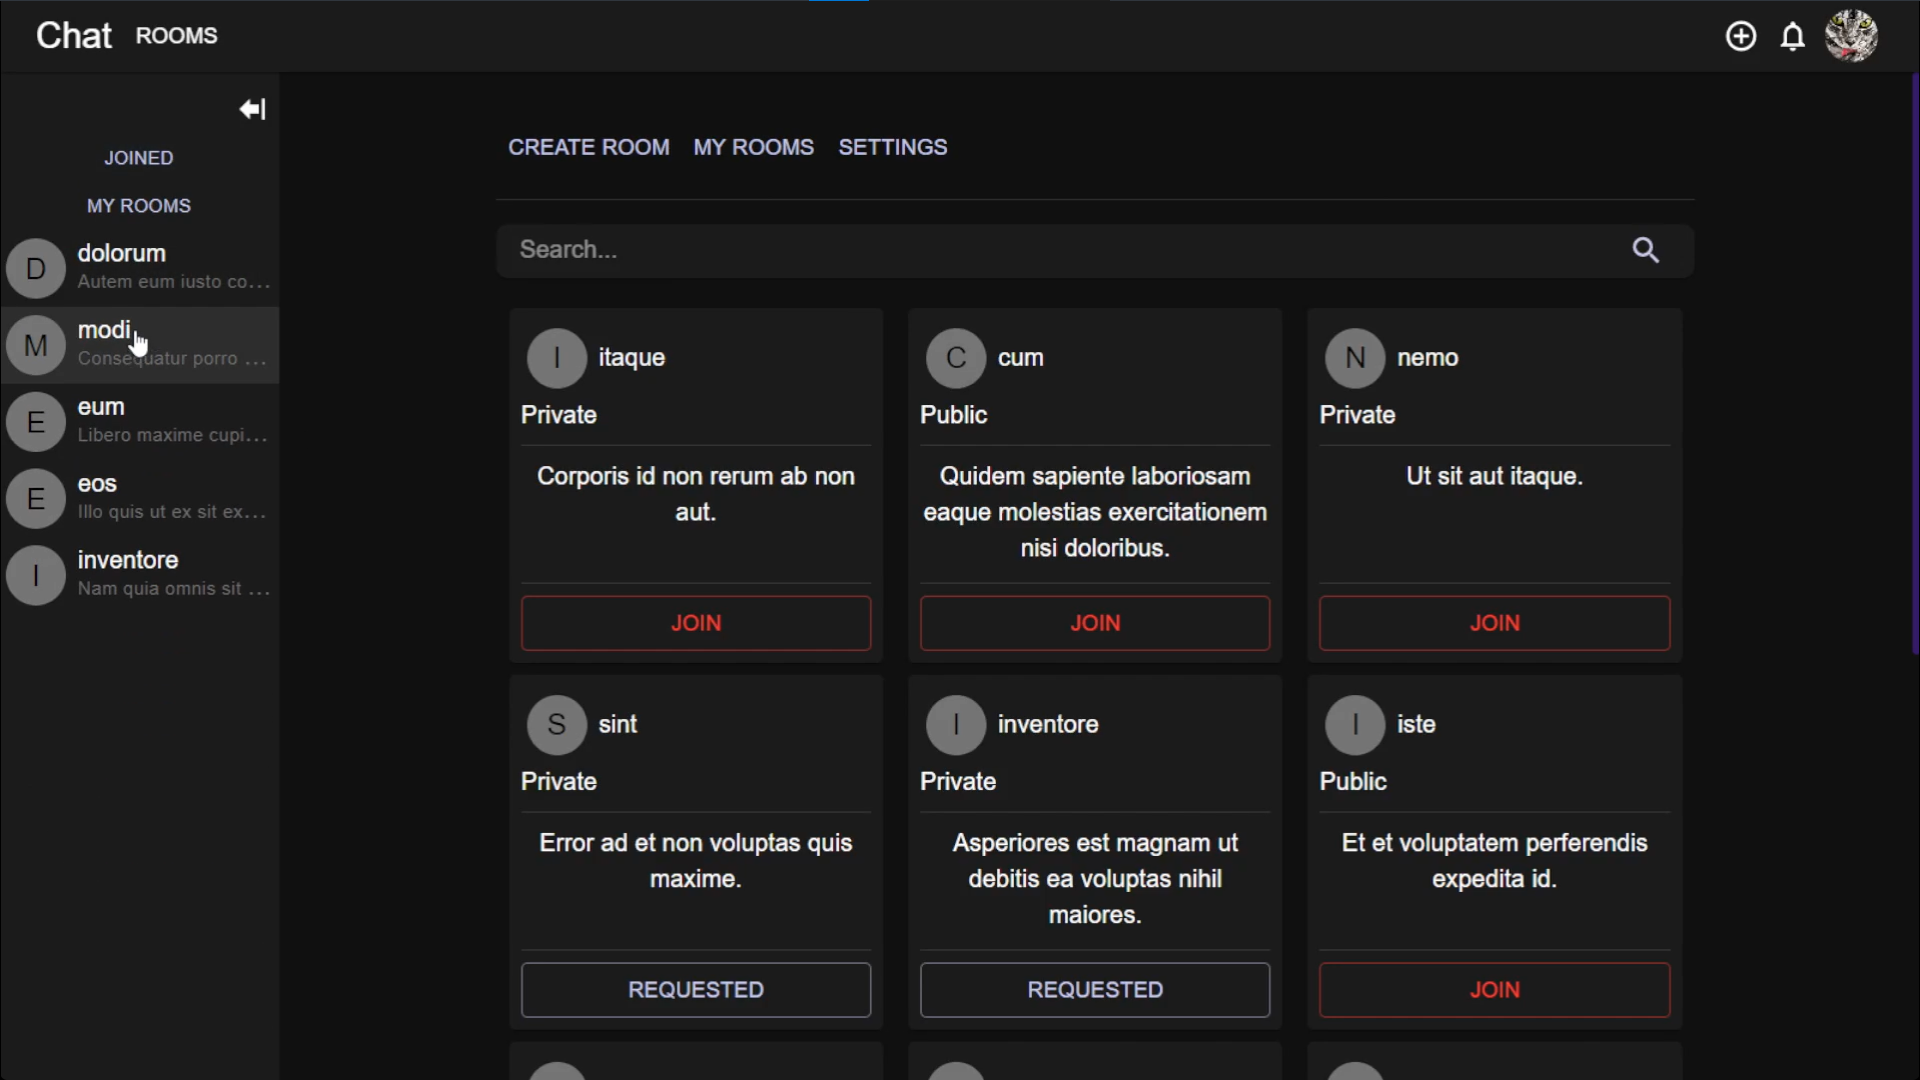 Chat ROOMS
JOINED
MY ROOMS
D dolorum
Autem eum iusto co...
M modi
Consequatur porro ...
E eum
Libero maxime cupi...
E eos
Illo quis ut ex sit ex...
I inventore
Nam quia omnis sit ...
CREATE ROOM MY ROOMS SETTINGS
Search...
I itaque
Private
Corporis id non rerum ab non
aut.
JOIN
C cum
Public
Quidem sapiente laboriosam
eaque molestias exercitationem
nisi doloribus.
JOIN
N nemo
Private
Ut sit aut itaque.
JOIN
S sint
Private
Error ad et non voluptas quis
maxime.
REQUESTED
I inventore
Private
Asperiores est magnam ut
debitis ea voluptas nihil
maiores.
REQUESTED
I iste
Public
Et et voluptatem perferendis
expedita id.
JOIN